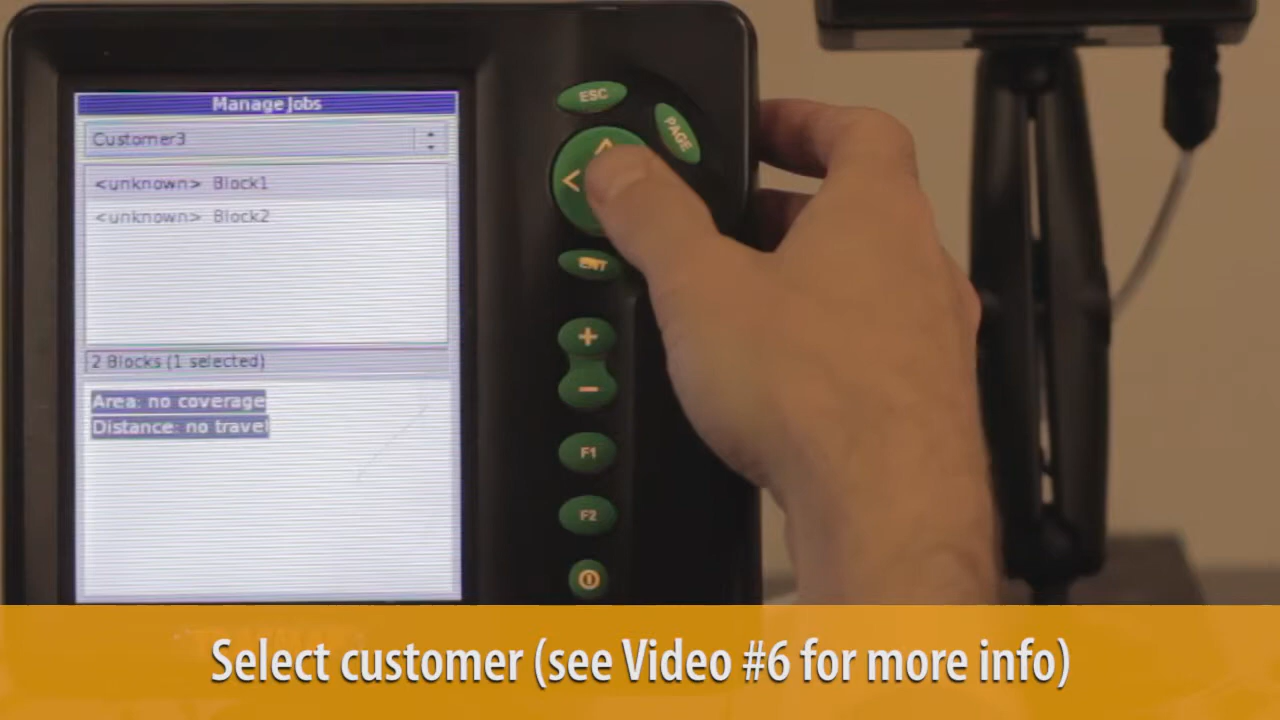 Manage Jobs
Customer3
<unknown> Block1
<unknown> Block2
2 Blocks (1 selected)
Area: no coverage
Distance: no travel
ESC
PAGE
ENT
F1
F2
Select customer (see Video #6 for more info)